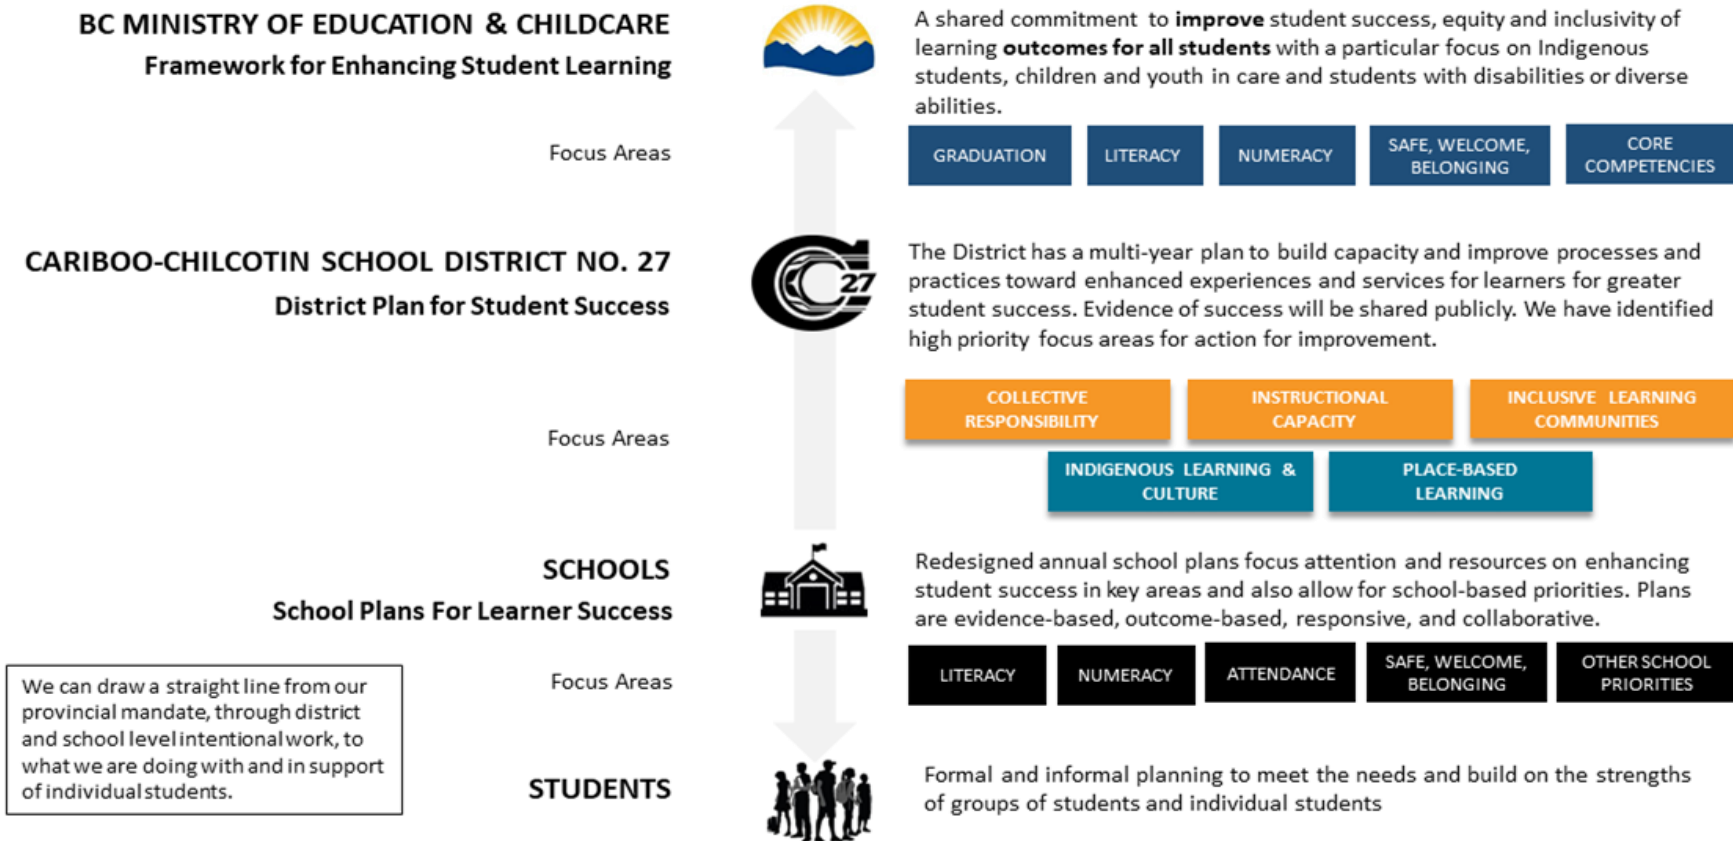 BC MINISTRY OF EDUCATION & CHILDCARE
Framework for Enhancing Student Learning
A shared commitment to improve student success, equity and inclusivity of
learning outcomes for all students with a particular focus on Indigenous
students, children and youth in care and students with disabilities or diverse
abilities.
Focus Areas
GRADUATION
LITERACY
NUMERACY
SAFE, WELCOME,
BELONGING
CORE
COMPETENCIES
CARIBOO-CHILCOTIN SCHOOL DISTRICT NO. 27
District Plan for Student Success
27
The District has a multi-year plan to build capacity and improve processes and
practices toward enhanced experiences and services for learners for greater
student success. Evidence of success will be shared publicly. We have identified
high priority focus areas for action for improvement.
Focus Areas
COLLECTIVE
RESPONSIBILITY
INSTRUCTIONAL
CAPACITY
INCLUSIVE LEARNING
COMMUNITIES
INDIGENOUS LEARNING &
CULTURE
PLACE-BASED
LEARNING
SCHOOLS
School Plans For Learner Success
Redesigned annual school plans focus attention and resources on enhancing
student success in key areas and also allow for school-based priorities. Plans
are evidence-based, outcome-based, responsive, and collaborative.
Focus Areas
LITERACY
NUMERACY
ATTENDANCE
SAFE, WELCOME,
BELONGING
OTHER SCHOOL
PRIORITIES
We can draw a straight line from our
provincial mandate, through district
and school level intentional work, to
what we are doing with and in support
of individual students.
STUDENTS
Formal and informal planning to meet the needs and build on the strengths
of groups of students and individual students